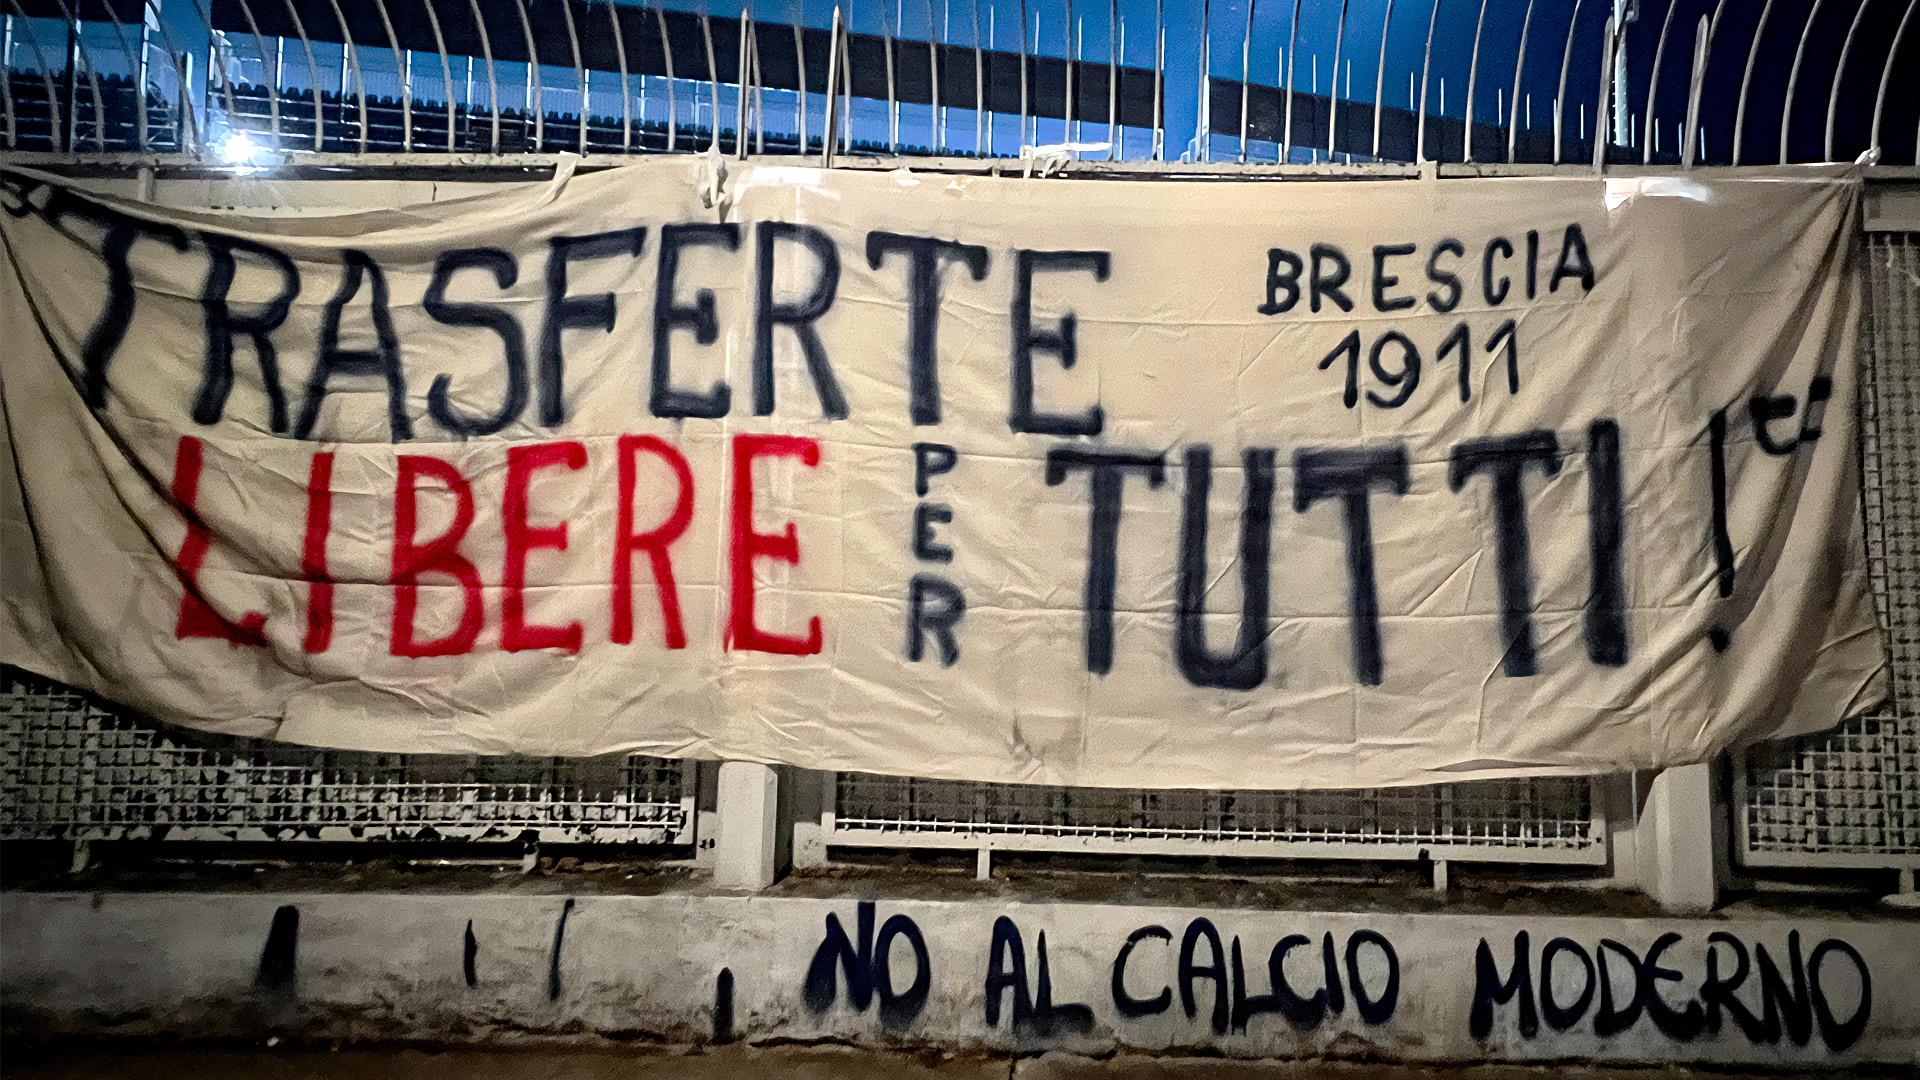 "TRASFERTE
BRESCIA
1911
LIBERE PER TUTTI!"
NO AL CALCIO MODERNO